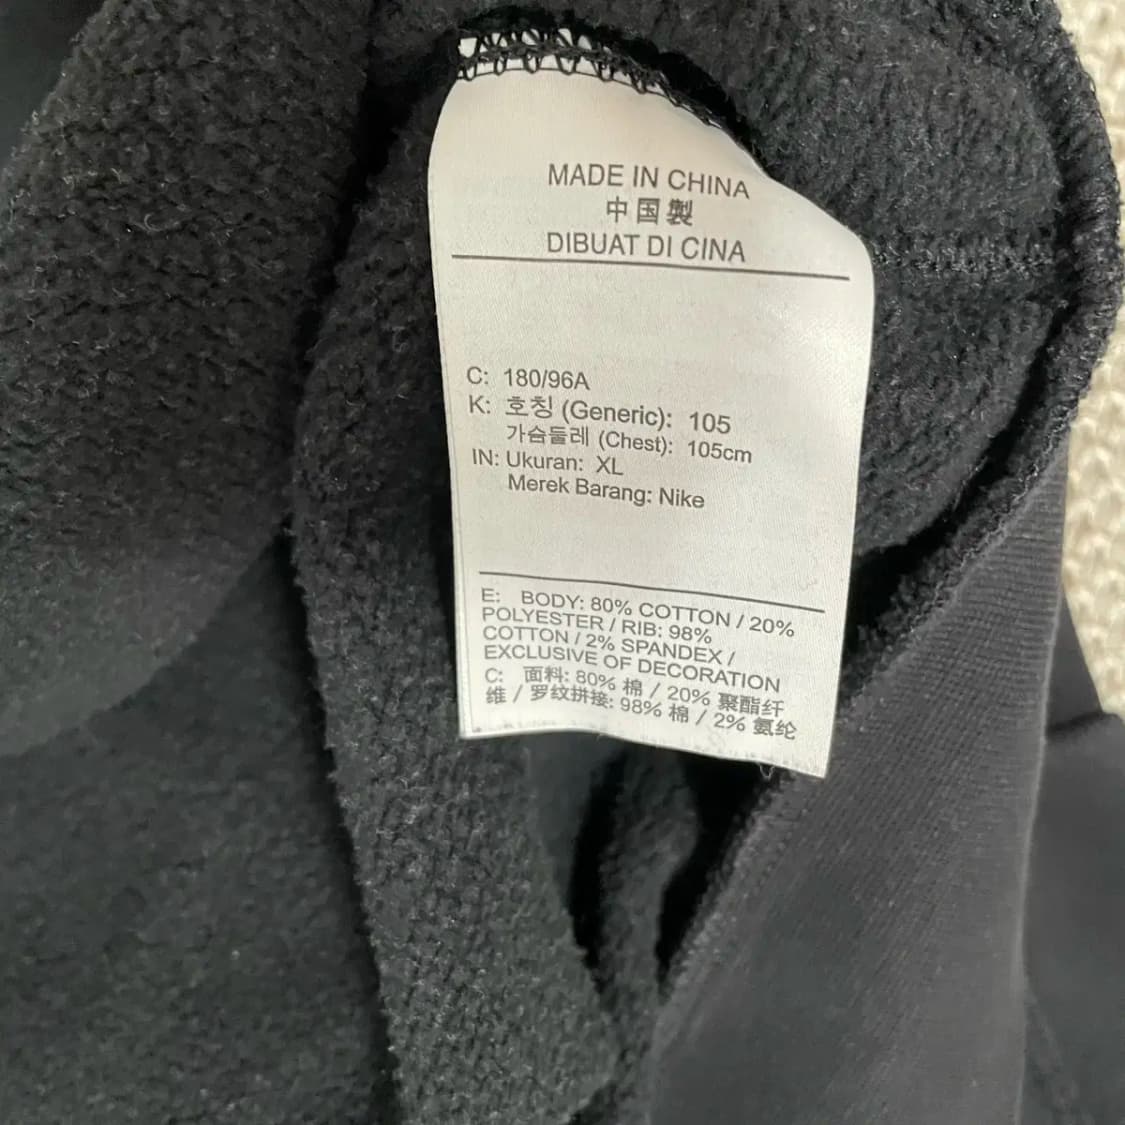 MADE IN CHINA
中国製
DIBUAT DI CINA
C: 180/96A
K: 호칭 (Generic): 105
가슴둘레 (Chest): 105cm
IN: Ukuran: XL
Merek Barang: Nike
E: BODY: 80% COTTON / 20%
POLYESTER / RIB: 98%
COTTON / 2% SPANDEX /
EXCLUSIVE OF DECORATION
C: 面料: 80% 棉 / 20% 聚酯纤
维 / 罗纹拼接: 98% 棉 / 2% 氨纶